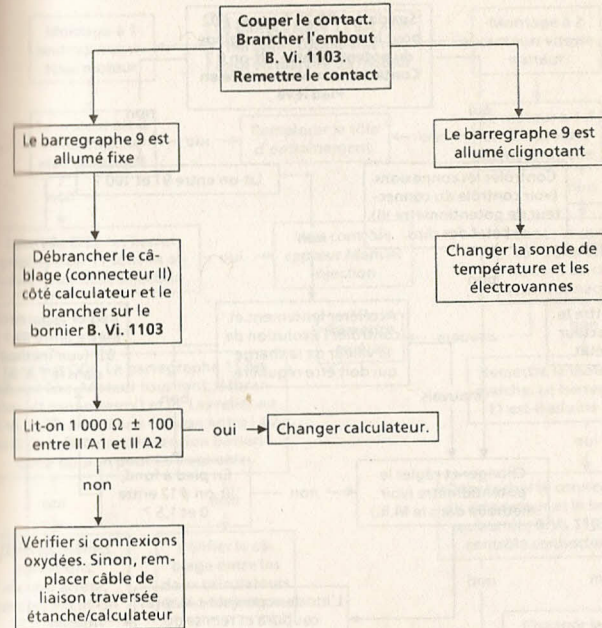 Couper le contact.
Brancher l'embout
B. Vi. 1103.
Remettre le contact
Le barregraphe 9 est
allumé fixe
Le barregraphe 9 est
allumé clignotant
Débrancher le câ-
blage (connecteur II)
côté calculateur et le
brancher sur le
bornier B. Vi. 1103
Changer la sonde de
température et les
électrovannes
Lit-on 1 000 Ω ± 100
entre II A1 et II A2
oui
Changer calculateur.
non
Vérifier si connexions
oxydées. Sinon, rem-
placer câble de
liaison traversée
étanche/calculateur